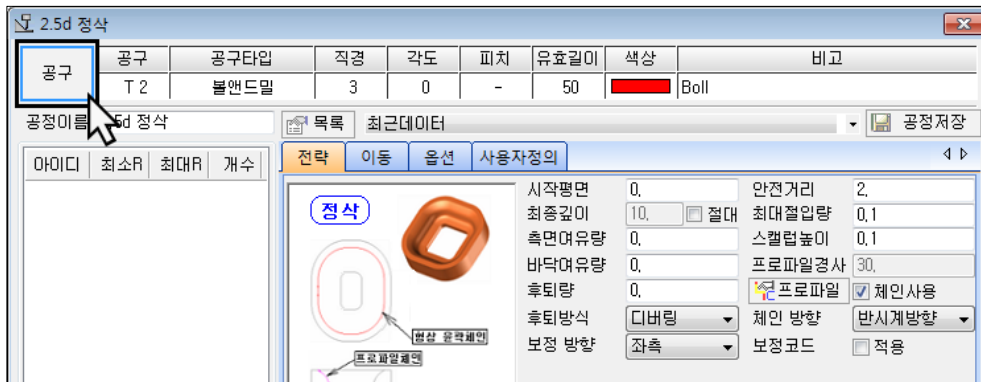 2.5d 정삭
공구 공구 공구타입 직경 각도 피치 유효길이 색상 비고
T 2 볼앤드밀 3 0 - 50 Boll
공정이름 5d 정삭 목록 최근데이터 공정저장
아이디 최소R 최대R 개수 전략 이동 옵션 사용자정의
정삭
형상 윤곽체인
프로파일체인
시작평면 0, 안전거리 2,
최종깊이 10, 절대 최대절입량 0,1
측면여유량 0, 스캘럽높이 0,1
바닥여유량 0, 프로파일경사 30,
후퇴량 0, 프로파일 체인사용
후퇴방식 디버링 체인 방향 반시계방향
보정 방향 좌측 보정코드 적용